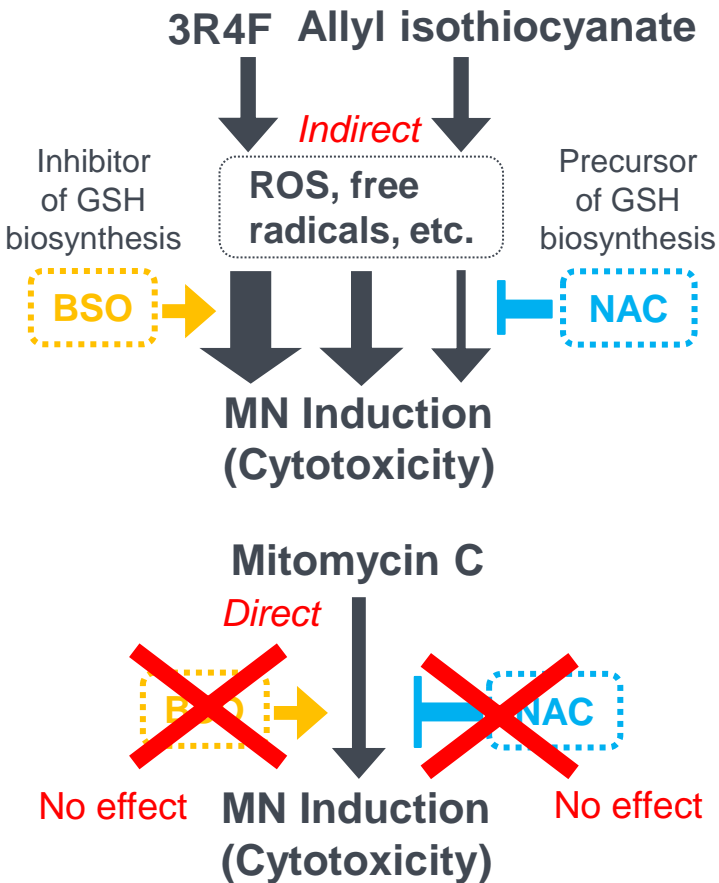 3R4F Allyl isothiocyanate
Indirect
Inhibitor
of GSH
biosynthesis
ROS, free
radicals, etc.
Precursor
of GSH
biosynthesis
BSO
NAC
MN Induction
(Cytotoxicity)
Mitomycin C
Direct
BSO
NAC
No effect
MN Induction
(Cytotoxicity)
No effect